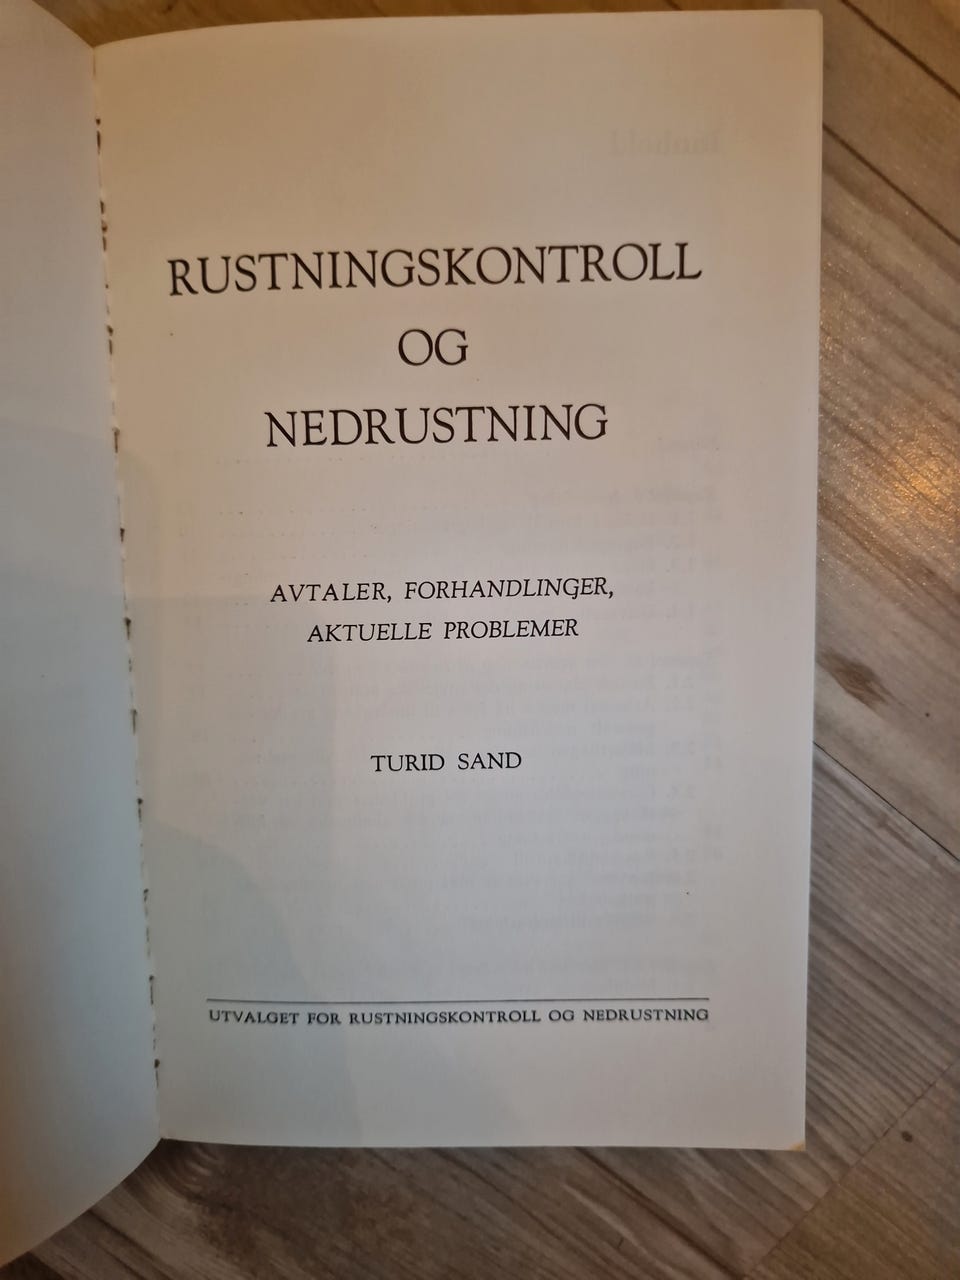 RUSTNINGSKONTROLL
OG
NEDRUSTNING
AVTALER, FORHANDLINGER,
AKTUELLE PROBLEMER
TURID SAND
UTVALGET FOR RUSTNINGSKONTROLL OG NEDRUSTNING